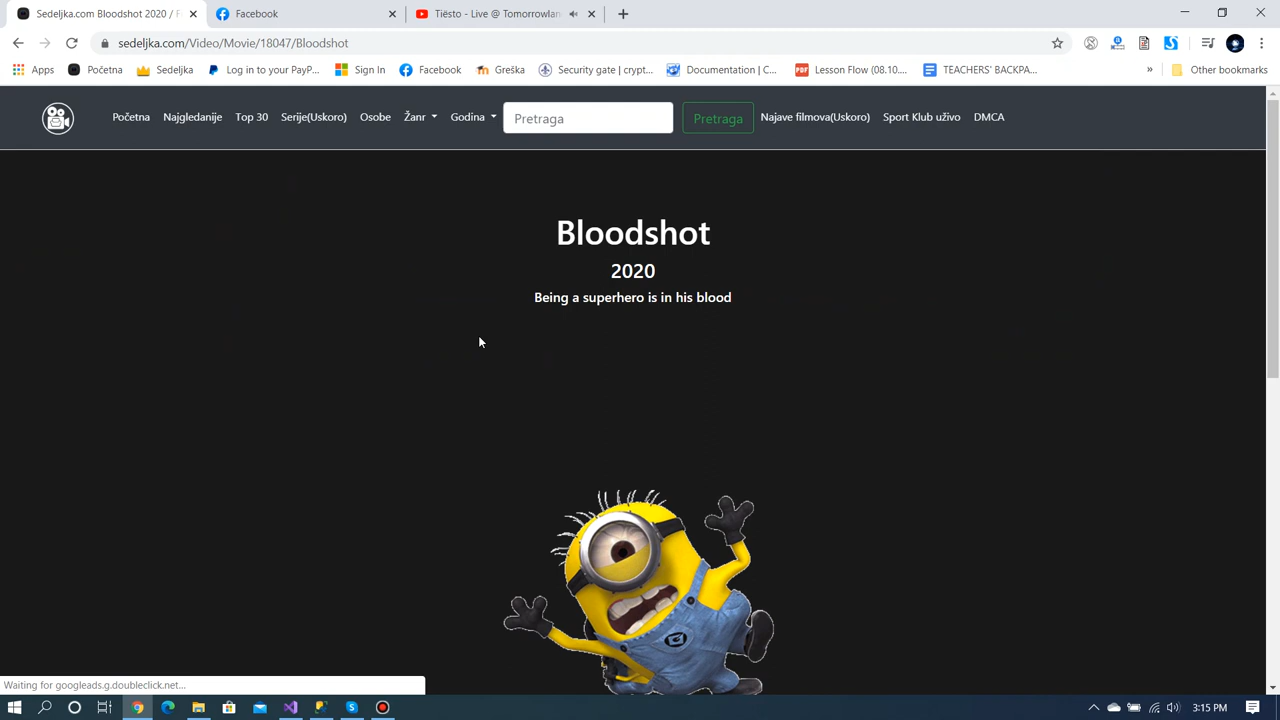 Sedeljka.com Bloodshot 2020 / F
Facebook
Tiësto - Live @ Tomorrowlan
sedeljka.com/Video/Movie/18047/Bloodshot
Apps
Početna
Sedeljka
Log in to your PayP...
Sign In
Facebook
Greška
Security gate | crypt...
Documentation | C...
PDF
Lesson Flow (08.10....
TEACHERS' BACKPA...
»
Other bookmarks
Početna
Najgledanije
Top 30
Serije(Uskoro)
Osobe
Žanr
Godina
Pretraga
Pretraga
Najave filmova(Uskoro)
Sport Klub uživo
DMCA
Bloodshot
2020
Being a superhero is in his blood
Waiting for googleads.g.doubleclick.net...
3:15 PM